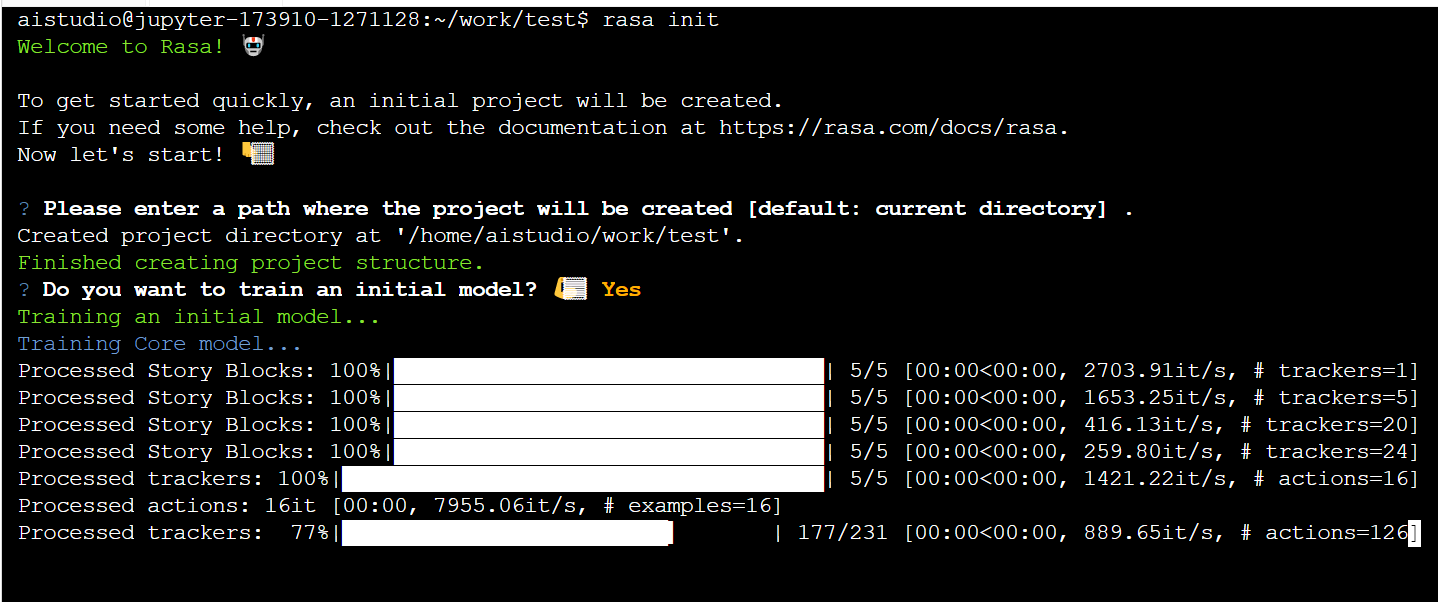 aistudio@jupyter-173910-1271128:~/work/test$ rasa init
Welcome to Rasa! 🤖
To get started quickly, an initial project will be created.
If you need some help, check out the documentation at https://rasa.com/docs/rasa.
Now let's start!
? Please enter a path where the project will be created [default: current directory] .
Created project directory at '/home/aistudio/work/test'.
Finished creating project structure.
? Do you want to train an initial model? Yes
Training an initial model...
Training Core model...
Processed Story Blocks: 100%| | 5/5 [00:00<00:00, 2703.91it/s, # trackers=1]
Processed Story Blocks: 100%| | 5/5 [00:00<00:00, 1653.25it/s, # trackers=5]
Processed Story Blocks: 100%| | 5/5 [00:00<00:00, 416.13it/s, # trackers=20]
Processed Story Blocks: 100%| | 5/5 [00:00<00:00, 259.80it/s, # trackers=24]
Processed trackers: 100%| | 5/5 [00:00<00:00, 1421.22it/s, # actions=16]
Processed actions: 16it [00:00, 7955.06it/s, # examples=16]
Processed trackers: 77%| | 177/231 [00:00<00:00, 889.65it/s, # actions=126]